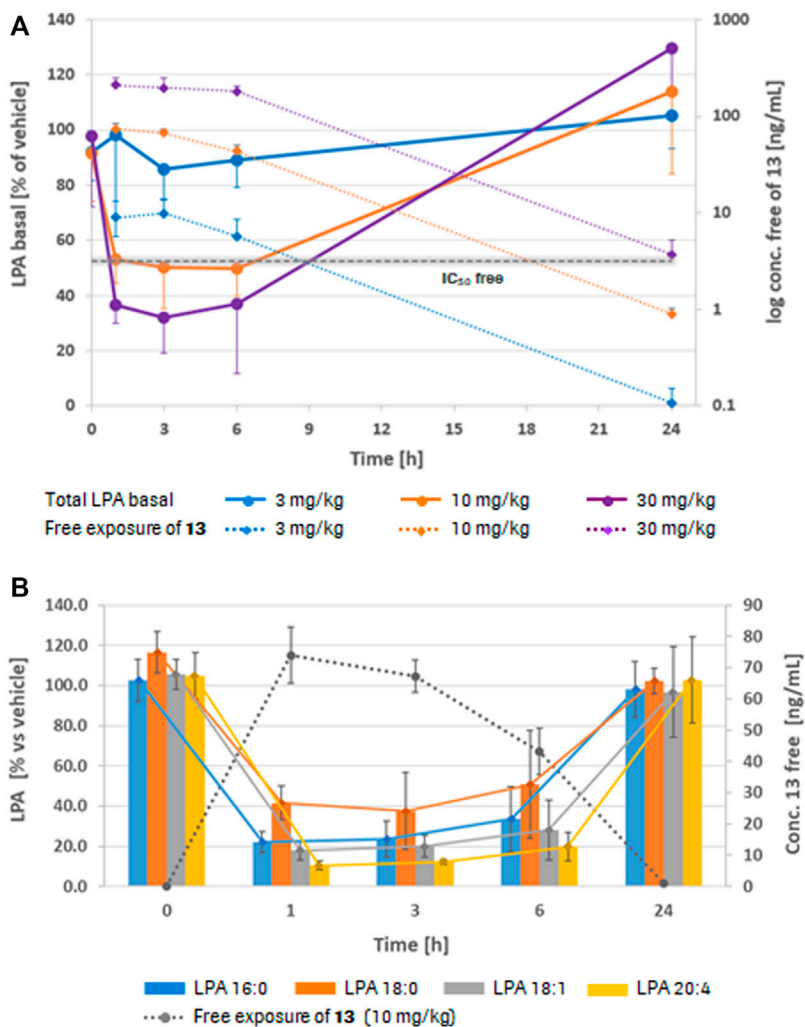 A
LPA basal [% of vehicle]
140
120
100
80
60
40
20
0
IC50 free
1000
100
10
1
0.1
log conc. free of 13 [ng/mL]
0 3 6 9 12 15 18 21 24
Time [h]
Total LPA basal 3 mg/kg 10 mg/kg 30 mg/kg
Free exposure of 13 3 mg/kg 10 mg/kg 30 mg/kg
B
LPA [% vs vehicle]
140.0
120.0
100.0
80.0
60.0
40.0
20.0
0.0
90
80
70
60
50
40
30
20
10
0
Conc. 13 free [ng/mL]
0 1 3 6 24
Time [h]
LPA 16:0 LPA 18:0 LPA 18:1 LPA 20:4
Free exposure of 13 (10 mg/kg)